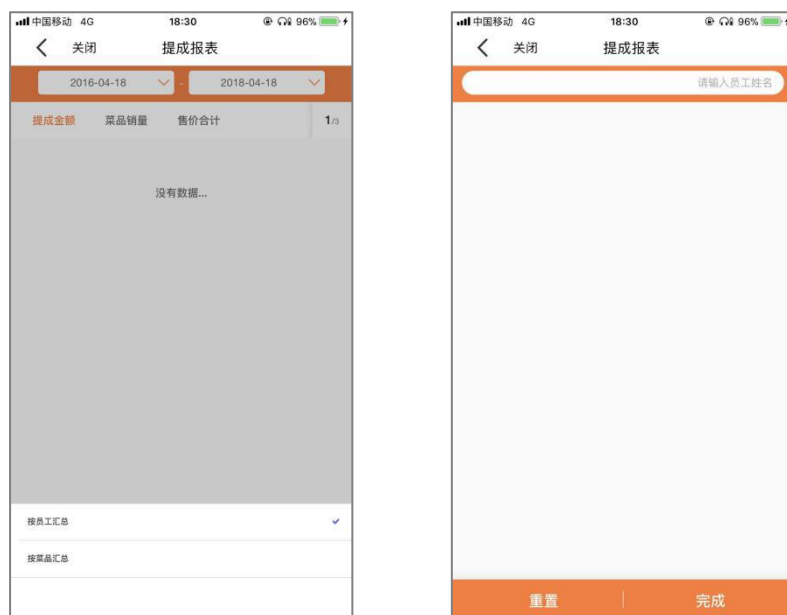 中国移动 4G 18:30 96%
关闭 提成报表
2016-04-18 - 2018-04-18
提成金额 菜品销量 售价合计 1/3
没有数据...
按员工汇总
按菜品汇总
中国移动 4G 18:30 96%
关闭 提成报表
请输入员工姓名
重置 完成